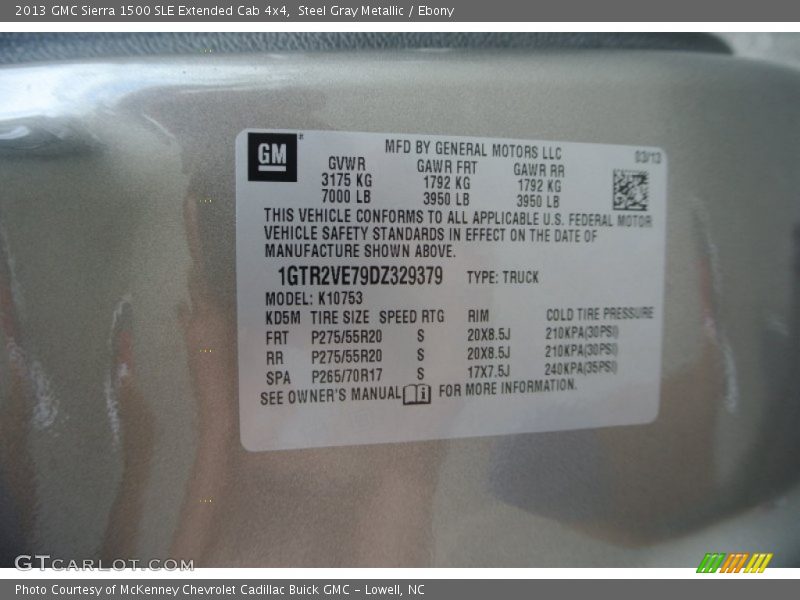 2013 GMC Sierra 1500 SLE Extended Cab 4x4, Steel Gray Metallic / Ebony
GM
MFD BY GENERAL MOTORS LLC 03/13
GVWR GAWR FRT GAWR RR
3175 KG 1792 KG 1792 KG
7000 LB 3950 LB 3950 LB
THIS VEHICLE CONFORMS TO ALL APPLICABLE U.S. FEDERAL MOTOR
VEHICLE SAFETY STANDARDS IN EFFECT ON THE DATE OF
MANUFACTURE SHOWN ABOVE.
1GTR2VE79DZ329379 TYPE: TRUCK
MODEL: K10753
KD5M TIRE SIZE SPEED RTG RIM COLD TIRE PRESSURE
FRT P275/55R20 S 20X8.5J 210KPA(30PSI)
RR P275/55R20 S 20X8.5J 210KPA(30PSI)
SPA P265/70R17 S 17X7.5J 240KPA(35PSI)
SEE OWNER'S MANUAL i FOR MORE INFORMATION.
GTCARLOT.COM
Photo Courtesy of McKenney Chevrolet Cadillac Buick GMC - Lowell, NC